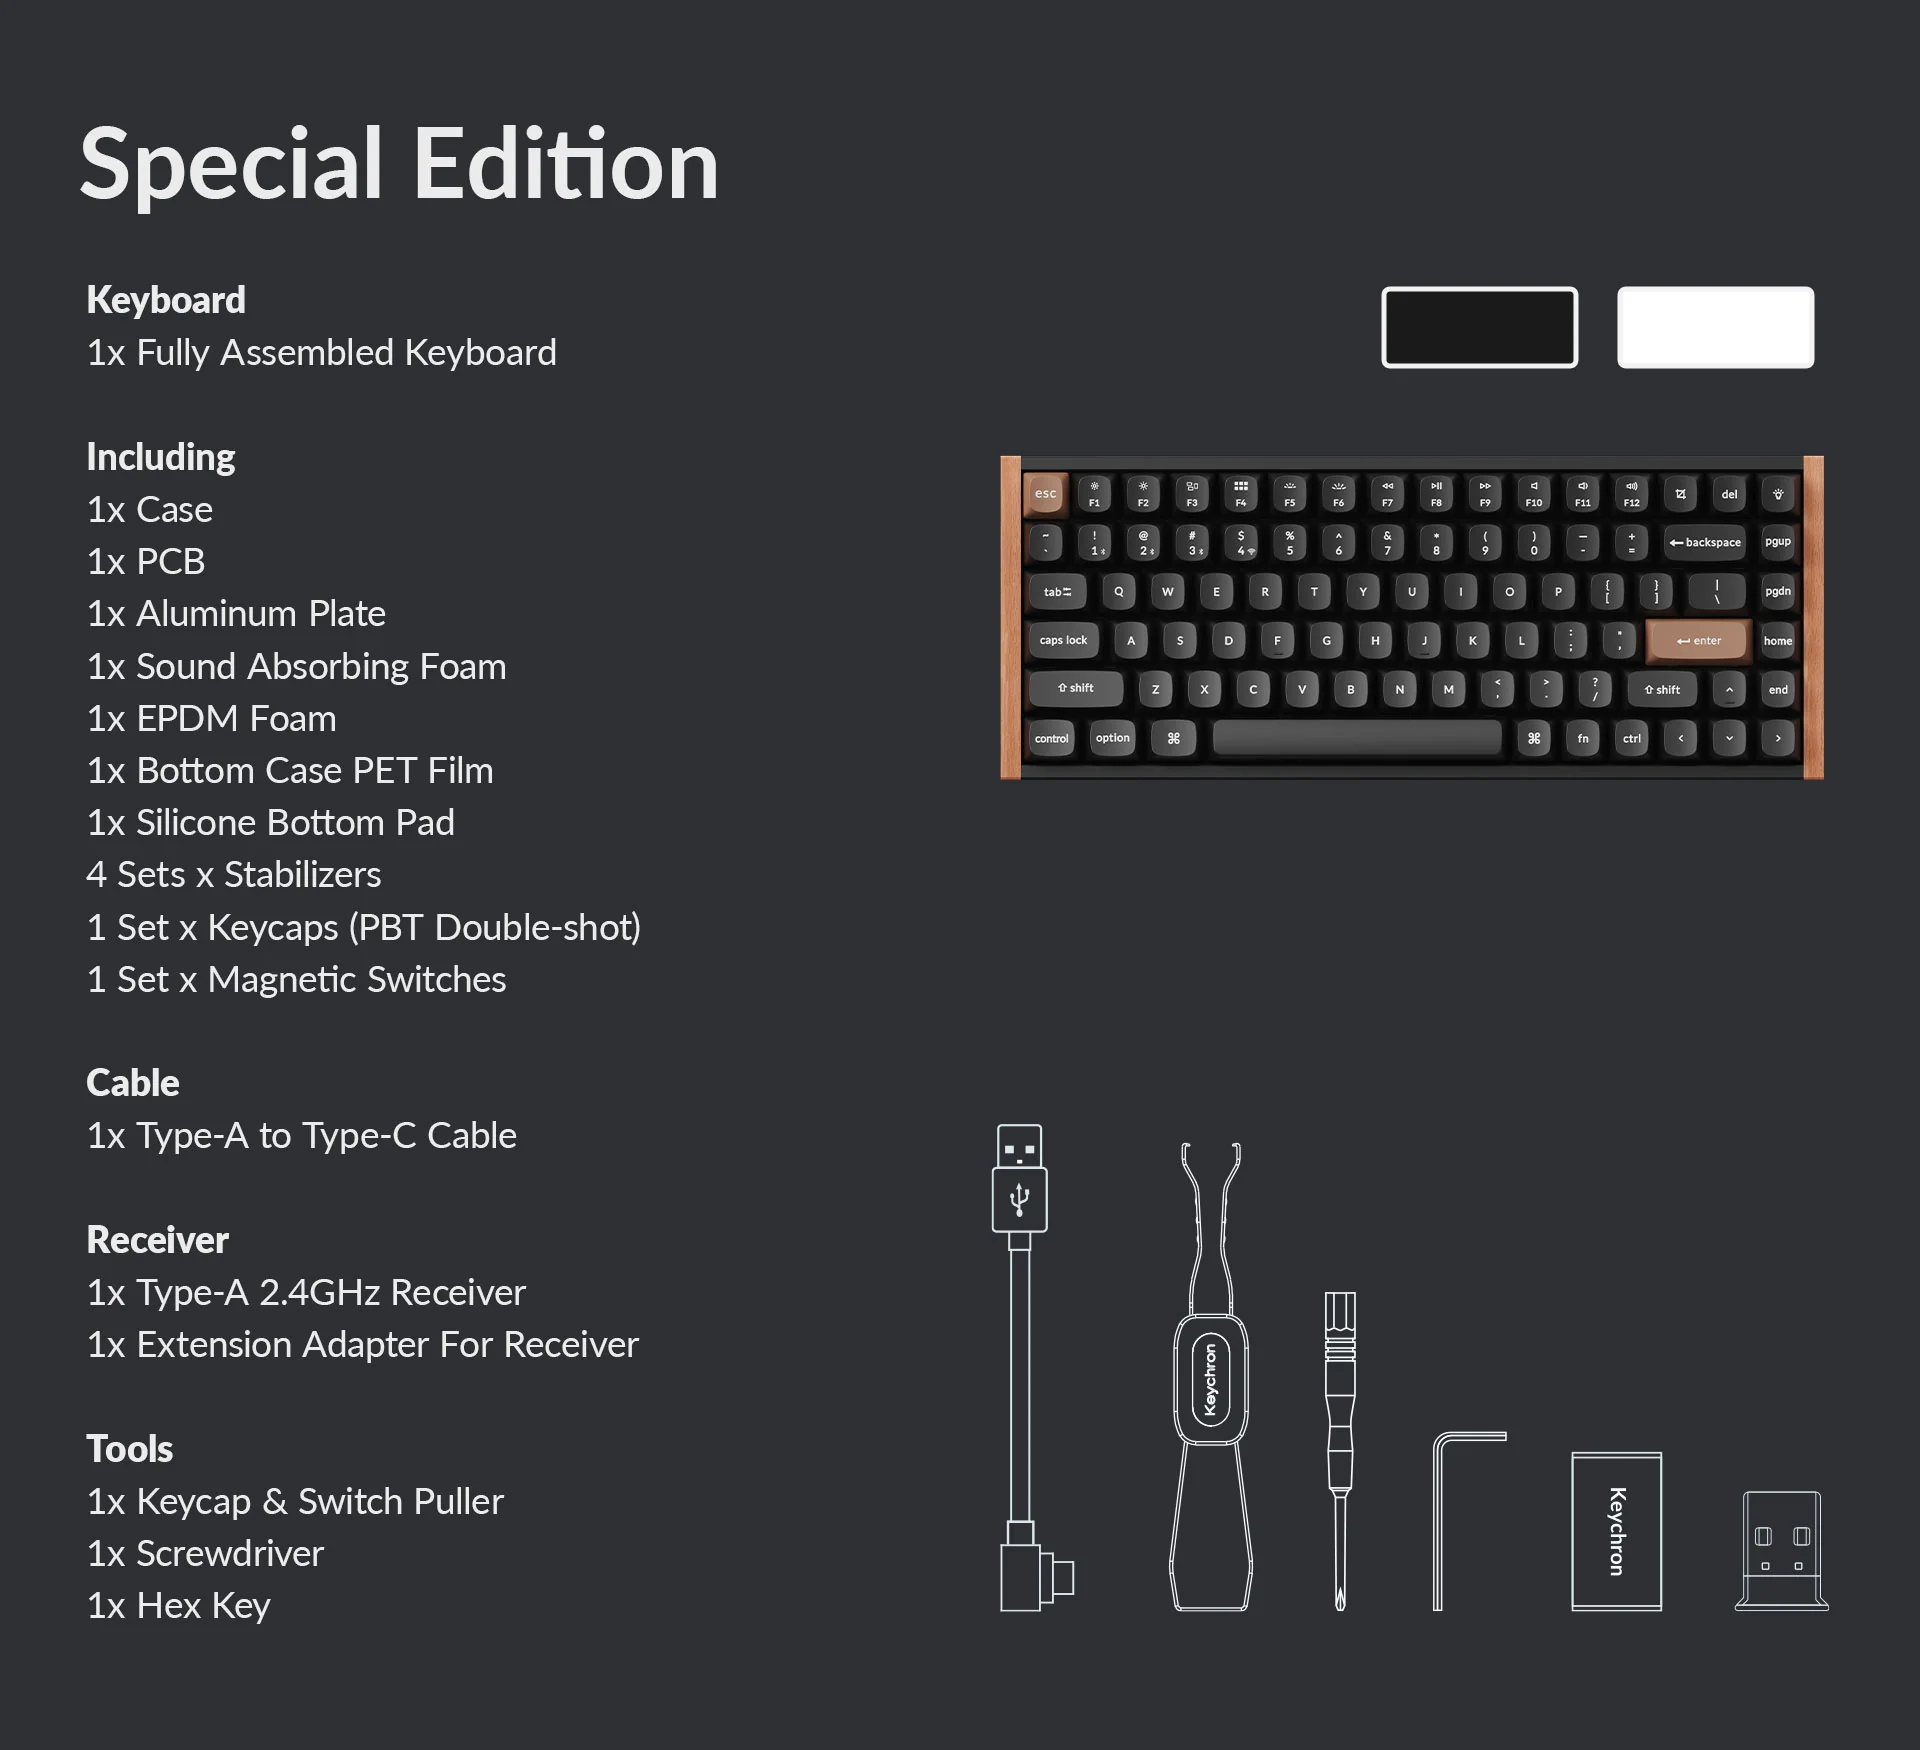 Special Edition
Keyboard
1x Fully Assembled Keyboard
Including
1x Case
1x PCB
1x Aluminum Plate
1x Sound Absorbing Foam
1x EPDM Foam
1x Bottom Case PET Film
1x Silicone Bottom Pad
4 Sets x Stabilizers
1 Set x Keycaps (PBT Double-shot)
1 Set x Magnetic Switches
Cable
1x Type-A to Type-C Cable
Receiver
1x Type-A 2.4GHz Receiver
1x Extension Adapter For Receiver
Tools
1x Keycap & Switch Puller
1x Screwdriver
1x Hex Key
esc F1 F2 F3 F4 F5 F6 F7 F8 F9 F10 F11 F12 del
~ ! @ # $ % ^ & * ( ) — +
` 1 2 3 4 5 6 7 8 9 0 - = backspace pgup
tab Q W E R T Y U I O P { [ } ] | \ pgdn
caps lock A S D F G H J K L : ; " ' enter home
shift Z X C V B N M < , > . ? / shift ^ end
control option ⌘ ⌘ fn ctrl < ⌄ >
Keychron
Keychron